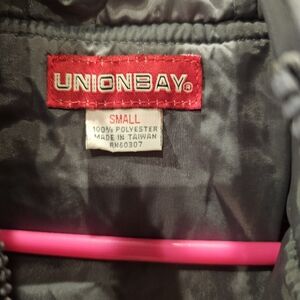 UNIONBAY®
SMALL
100% POLYESTER
MADE IN TAIWAN
RN60307